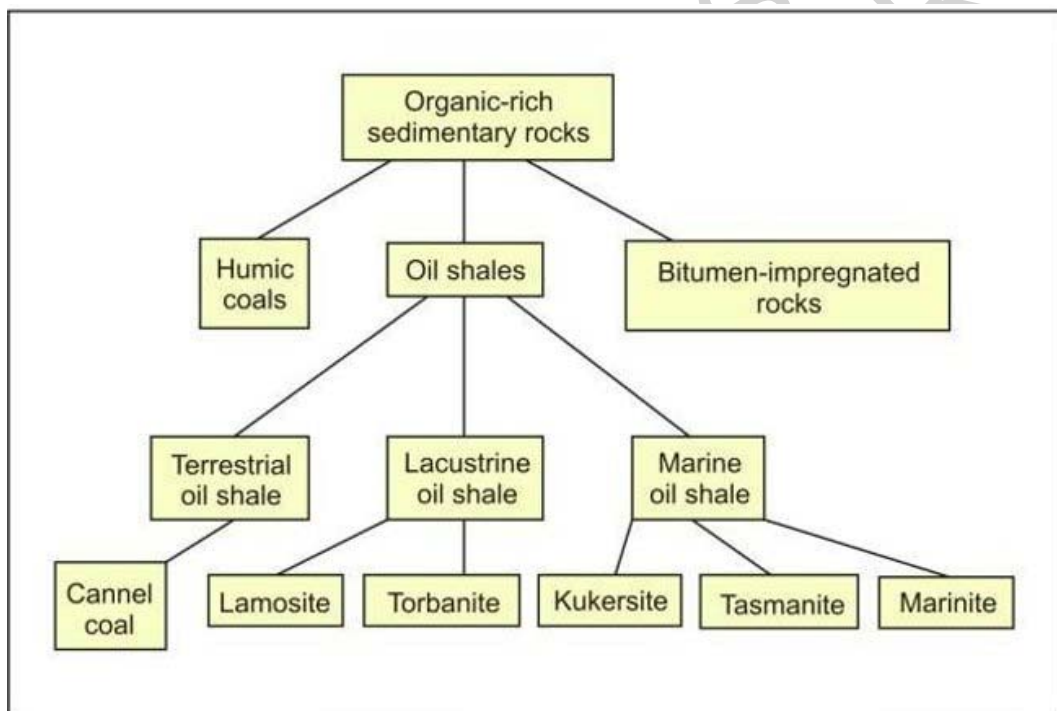 Organic-rich
sedimentary rocks
Humic
coals
Oil shales
Bitumen-impregnated
rocks
Terrestrial
oil shale
Lacustrine
oil shale
Marine
oil shale
Cannel
coal
Lamosite
Torbanite
Kukersite
Tasmanite
Marinite